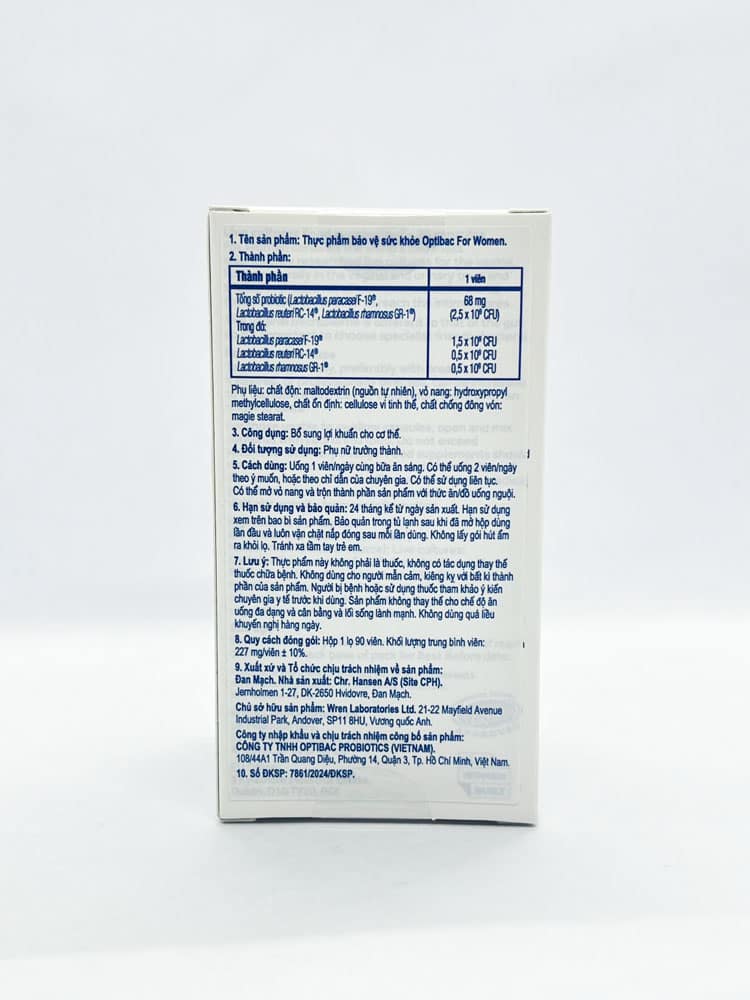 1. Tên sản phẩm: Thực phẩm bảo vệ sức khỏe Optibac For Women.
2. Thành phần:
Thành phần 1 viên
Tổng số probiotic (Lactobacillus paracasei F-19®, 68 mg
Lactobacillus reuteri RC-14®, Lactobacillus rhamnosus GR-1®) (2,5 x 10⁹ CFU)
Trong đó:
Lactobacillus paracasei F-19® 1,5 x 10⁹ CFU
Lactobacillus reuteri RC-14® 0,5 x 10⁹ CFU
Lactobacillus rhamnosus GR-1® 0,5 x 10⁹ CFU
Phụ liệu: chất độn: maltodextrin (nguồn tự nhiên), vỏ nang: hydroxypropyl
methylcellulose, chất ổn định: cellulose vi tinh thể, chất chống đông vón:
magie stearat.
3. Công dụng: Bổ sung lợi khuẩn cho cơ thể.
4. Đối tượng sử dụng: Phụ nữ trưởng thành.
5. Cách dùng: Uống 1 viên/ngày cùng bữa ăn sáng. Có thể uống 2 viên/ngày
theo ý muốn, hoặc theo chỉ dẫn của chuyên gia. Có thể sử dụng liên tục.
Có thể mở vỏ nang và trộn thành phần sản phẩm với thức ăn/đồ uống nguội.
6. Hạn sử dụng và bảo quản: 24 tháng kể từ ngày sản xuất. Hạn sử dụng
xem trên bao bì sản phẩm. Bảo quản trong tủ lạnh sau khi đã mở hộp dùng
lần đầu và luôn vặn chặt nắp đóng sau mỗi lần dùng. Không lấy gói hút ẩm
ra khỏi lọ. Tránh xa tầm tay trẻ em.
7. Lưu ý: Thực phẩm này không phải là thuốc, không có tác dụng thay thế
thuốc chữa bệnh. Không dùng cho người mẫn cảm, kiêng kỵ với bất kì thành
phần của sản phẩm. Người bị bệnh hoặc sử dụng thuốc tham khảo ý kiến
chuyên gia y tế trước khi dùng. Sản phẩm không thay thế cho chế độ ăn
uống đa dạng và cân bằng và lối sống lành mạnh. Không dùng quá liều
khuyến nghị hàng ngày.
8. Quy cách đóng gói: Hộp 1 lọ 90 viên. Khối lượng trung bình viên:
227 mg/viên ± 10%.
9. Xuất xứ và Tổ chức chịu trách nhiệm về sản phẩm:
Đan Mạch. Nhà sản xuất: Chr. Hansen A/S (Site CPH).
Jernholmen 1-27, DK-2650 Hvidovre, Đan Mạch.
Chủ sở hữu sản phẩm: Wren Laboratories Ltd. 21-22 Mayfield Avenue
Industrial Park, Andover, SP11 8HU, Vương quốc Anh.
Công ty nhập khẩu và chịu trách nhiệm công bố sản phẩm:
CÔNG TY TNHH OPTIBAC PROBIOTICS (VIETNAM).
108/44A1 Trần Quang Diệu, Phường 14, Quận 3, Tp. Hồ Chí Minh, Việt Nam.
10. Số ĐKSP: 7861/2024/ĐKSP.